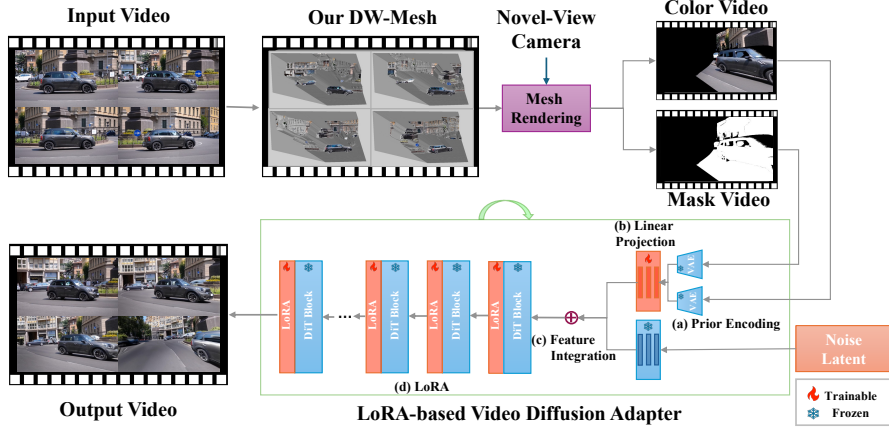 Input Video
Our DW-Mesh
Novel-View
Camera
Color Video
Mesh
Rendering
Mask Video
(b) Linear
Projection
VAE
VAE
(a) Prior Encoding
(c) Feature
Integration
LoRA
DiT Block
...
LoRA
DiT Block
LoRA
DiT Block
LoRA
DiT Block
(d) LoRA
Noise
Latent
Trainable
Frozen
Output Video
LoRA-based Video Diffusion Adapter